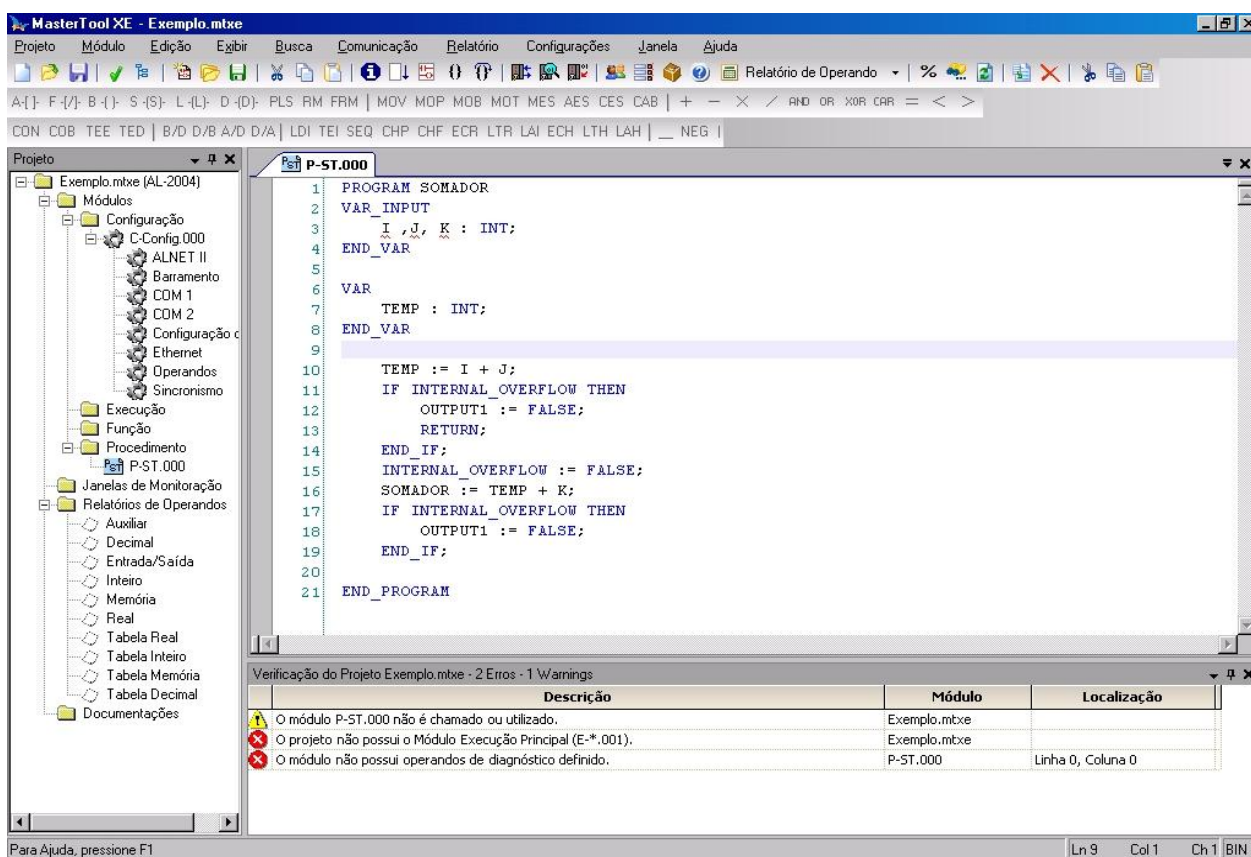 MasterTool XE - Exemplo.mtxe
Projeto Módulo Edição Exibir Busca Comunicação Relatório Configurações Janela Ajuda
Relatório de Operando %
A-[ ]- F-[/]- B-( )- S-(S)- L-(L)- D-(D)- PLS RM FRM | MOV MOP MOB MOT MES AES CES CAB | + − × / AND OR XOR CAR = < >
CON COB TEE TED | B/D D/B A/D D/A | LDI TEI SEQ CHP CHF ECR LTR LAI ECH LTH LAH | __ NEG |
Projeto
Exemplo.mtxe (AL-2004)
Módulos
Configuração
C-Config.000
ALNET II
Barramento
COM 1
COM 2
Configuração
Ethernet
Operandos
Sincronismo
Execução
Função
Procedimento
P-ST.000
Janelas de Monitoração
Relatórios de Operandos
Auxiliar
Decimal
Entrada/Saída
Inteiro
Memória
Real
Tabela Real
Tabela Inteiro
Tabela Memória
Tabela Decimal
Documentações
P-ST.000
1 PROGRAM SOMADOR
2 VAR_INPUT
3 I ,J, K : INT;
4 END_VAR
5
6 VAR
7 TEMP : INT;
8 END_VAR
9
10 TEMP := I + J;
11 IF INTERNAL_OVERFLOW THEN
12 OUTPUT1 := FALSE;
13 RETURN;
14 END_IF;
15 INTERNAL_OVERFLOW := FALSE;
16 SOMADOR := TEMP + K;
17 IF INTERNAL_OVERFLOW THEN
18 OUTPUT1 := FALSE;
19 END_IF;
20
21 END_PROGRAM
Verificação do Projeto Exemplo.mtxe - 2 Erros - 1 Warnings
Descrição Módulo Localização
O módulo P-ST.000 não é chamado ou utilizado. Exemplo.mtxe
O projeto não possui o Módulo Execução Principal (E-*.001). Exemplo.mtxe
O módulo não possui operandos de diagnóstico definido. P-ST.000 Linha 0, Coluna 0
Para Ajuda, pressione F1 Ln 9 Col 1 Ch 1 BIN